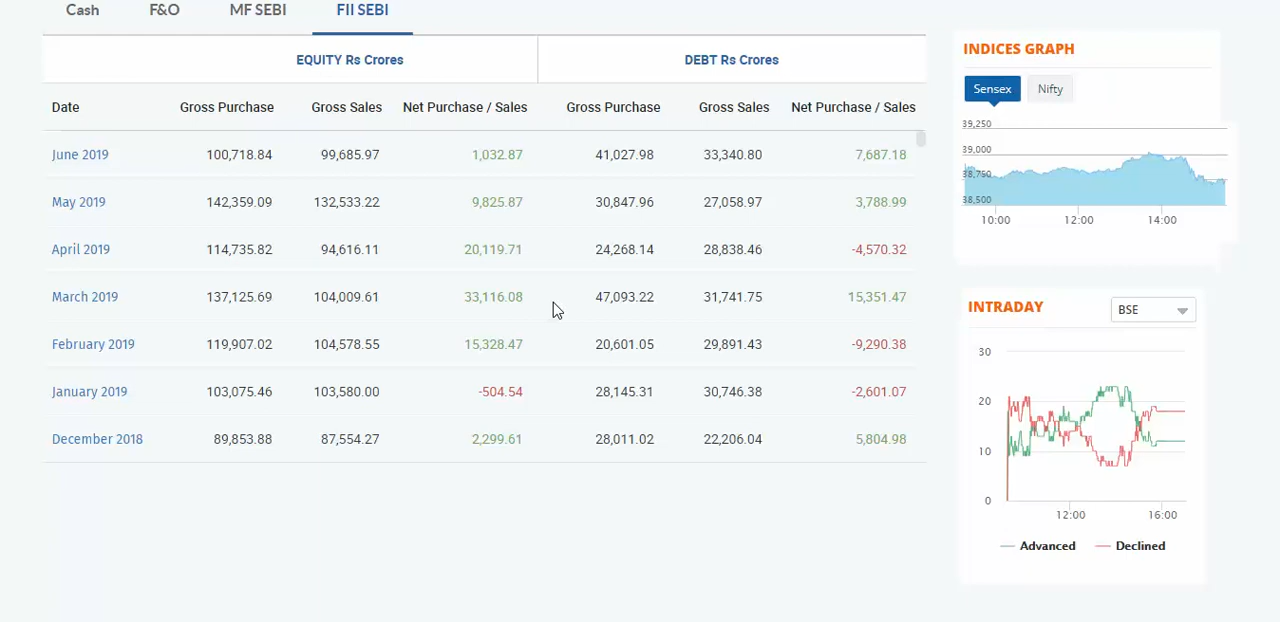 Cash F&O MF SEBI FII SEBI
EQUITY Rs Crores DEBT Rs Crores
Date Gross Purchase Gross Sales Net Purchase / Sales Gross Purchase Gross Sales Net Purchase / Sales
June 2019 100,718.84 99,685.97 1,032.87 41,027.98 33,340.80 7,687.18
May 2019 142,359.09 132,533.22 9,825.87 30,847.96 27,058.97 3,788.99
April 2019 114,735.82 94,616.11 20,119.71 24,268.14 28,838.46 -4,570.32
March 2019 137,125.69 104,009.61 33,116.08 47,093.22 31,741.75 15,351.47
February 2019 119,907.02 104,578.55 15,328.47 20,601.05 29,891.43 -9,290.38
January 2019 103,075.46 103,580.00 -504.54 28,145.31 30,746.38 -2,601.07
December 2018 89,853.88 87,554.27 2,299.61 28,011.02 22,206.04 5,804.98
INDICES GRAPH
Sensex Nifty
39,250
39,000
38,750
38,500
10:00 12:00 14:00
INTRADAY BSE
30
20
10
0
12:00 16:00
Advanced Declined